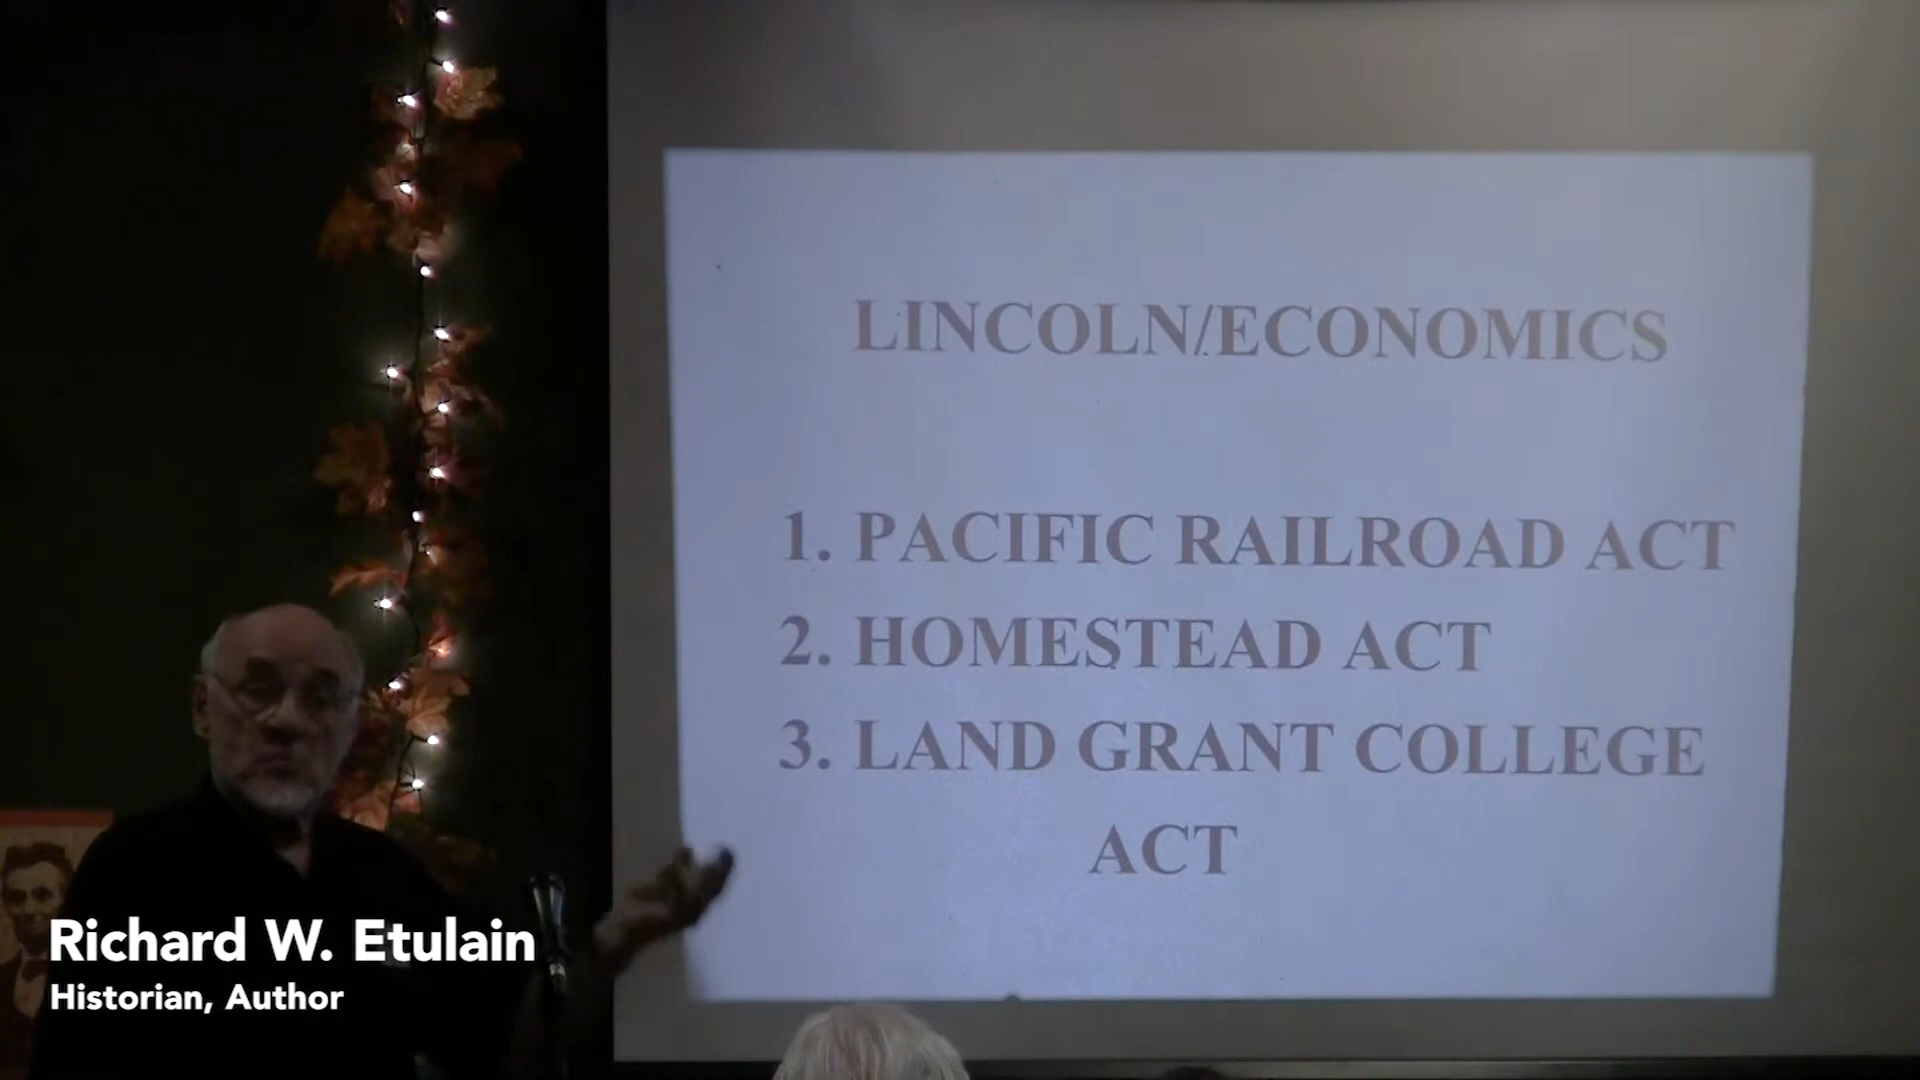 LINCOLN/ECONOMICS
1. PACIFIC RAILROAD ACT
2. HOMESTEAD ACT
3. LAND GRANT COLLEGE
ACT
Richard W. Etulain
Historian, Author